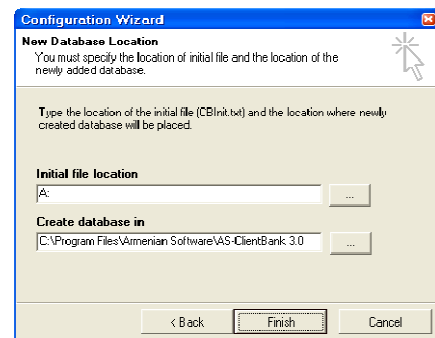 Configuration Wizard
New Database Location
You must specify the location of initial file and the location of the
newly added database.
Type the location of the initial file (CBInit.txt) and the location where newly
created database will be placed.
Initial file location
A:
...
Create database in
C:\Program Files\Armenian Software\AS-ClientBank 3.0
...
< Back
Finish
Cancel